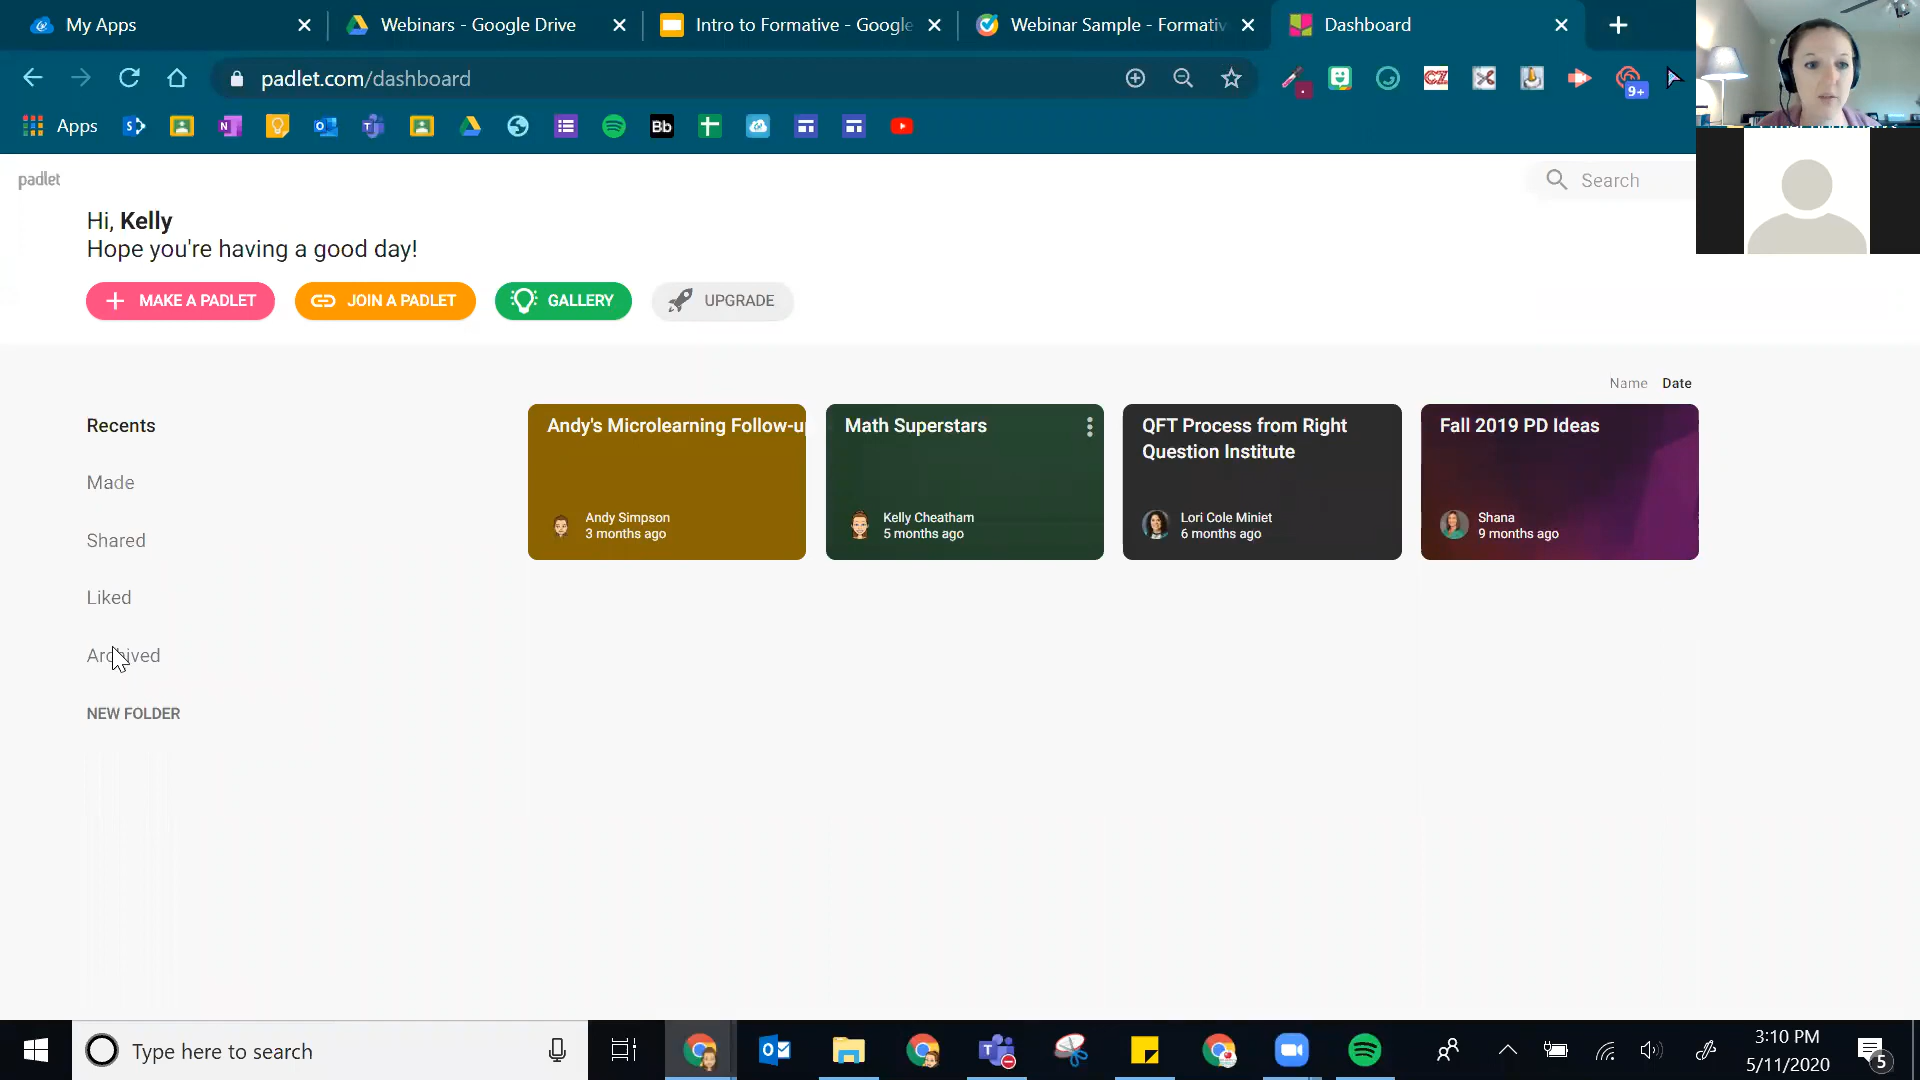 My Apps
Webinars - Google Drive
Intro to Formative - Google
Webinar Sample - Formativ
Dashboard
padlet.com/dashboard
9+
Apps
Bb
padlet
Search
Hi, Kelly
Hope you're having a good day!
MAKE A PADLET
JOIN A PADLET
GALLERY
UPGRADE
Name Date
Recents
Made
Shared
Liked
Archived
NEW FOLDER
Andy's Microlearning Follow-up
Andy Simpson
3 months ago
Math Superstars
Kelly Cheatham
5 months ago
QFT Process from Right
Question Institute
Lori Cole Miniet
6 months ago
Fall 2019 PD Ideas
Shana
9 months ago
Type here to search
3:10 PM
5/11/2020
5